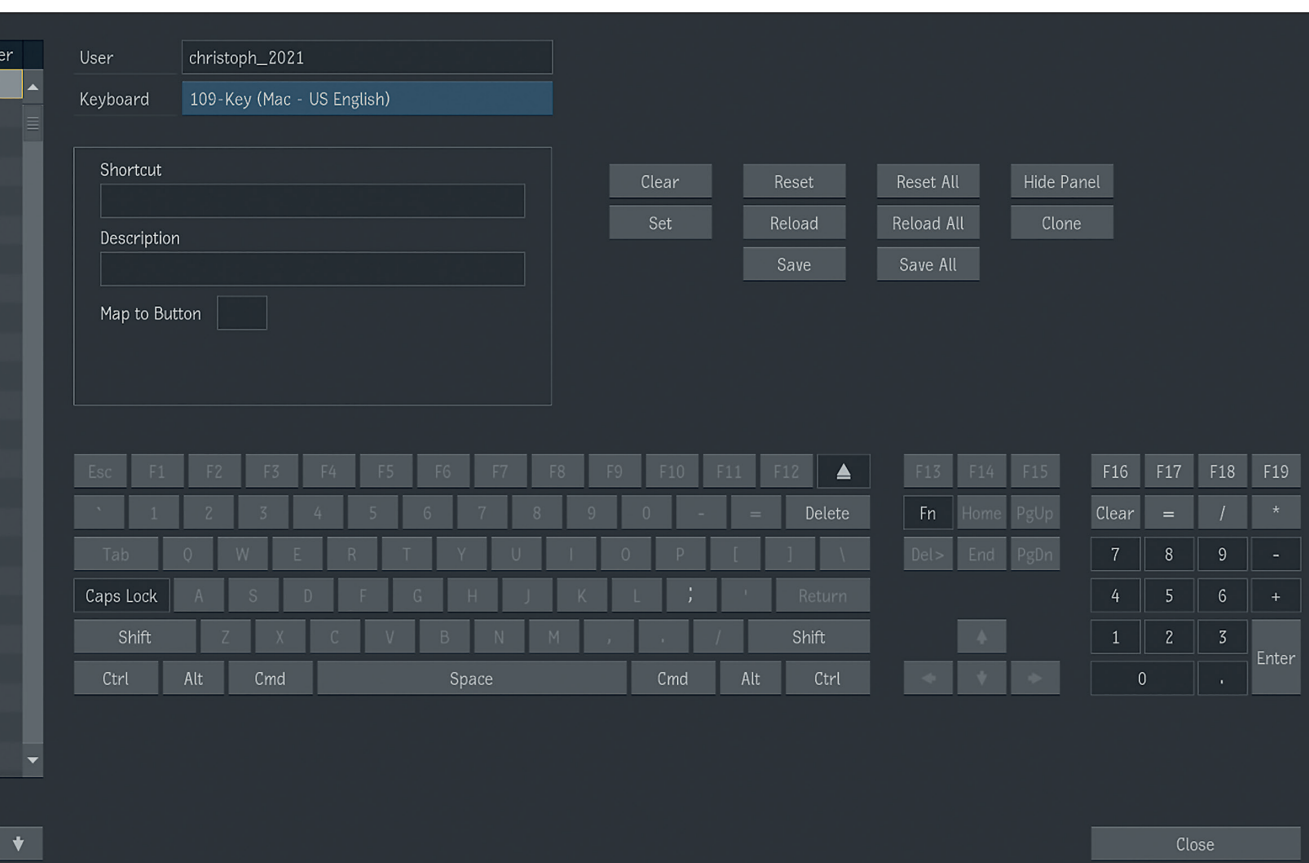 er
User christoph_2021
Keyboard 109-Key (Mac - US English)
Shortcut
Clear Reset Reset All Hide Panel
Set Reload Reload All Clone
Description
Save Save All
Map to Button
Esc F1 F2 F3 F4 F5 F6 F7 F8 F9 F10 F11 F12 F13 F14 F15 F16 F17 F18 F19
` 1 2 3 4 5 6 7 8 9 0 - = Delete Fn Home PgUp Clear = / *
Tab Q W E R T Y U I O P [ ] \ Del> End PgDn 7 8 9 -
Caps Lock A S D F G H J K L ; ' Return 4 5 6 +
Shift Z X C V B N M , . / Shift 1 2 3
Enter
Ctrl Alt Cmd Space Cmd Alt Ctrl 0 .
Close